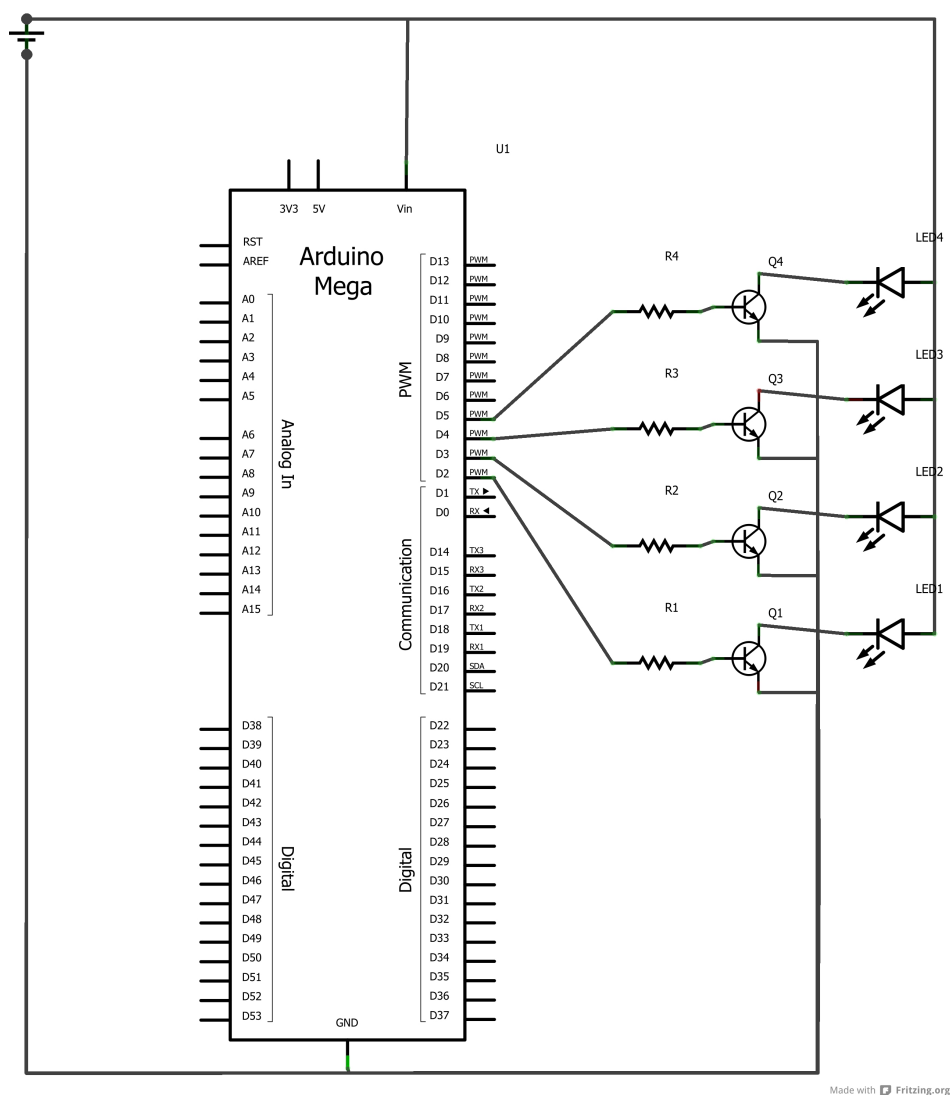 U1
3V3 5V Vin
RST
AREF
Arduino
Mega
A0
A1
A2
A3
A4
A5
A6
A7
A8
A9
A10
A11
A12
A13
A14
A15
Analog In
D13 PWM
D12 PWM
D11 PWM
D10 PWM
D9 PWM
D8 PWM
D7 PWM
D6 PWM
D5 PWM
D4 PWM
D3 PWM
D2 PWM
PWM
D1 TX
D0 RX
D14 TX3
D15 RX3
D16 TX2
D17 RX2
D18 TX1
D19 RX1
D20 SDA
D21 SCL
Communication
D38
D39
D40
D41
D42
D43
D44
D45
D46
D47
D48
D49
D50
D51
D52
D53
Digital
D22
D23
D24
D25
D26
D27
D28
D29
D30
D31
D32
D33
D34
D35
D36
D37
Digital
GND
R4 Q4 LED4
R3 Q3 LED3
R2 Q2 LED2
R1 Q1 LED1
Made with Fritzing.org